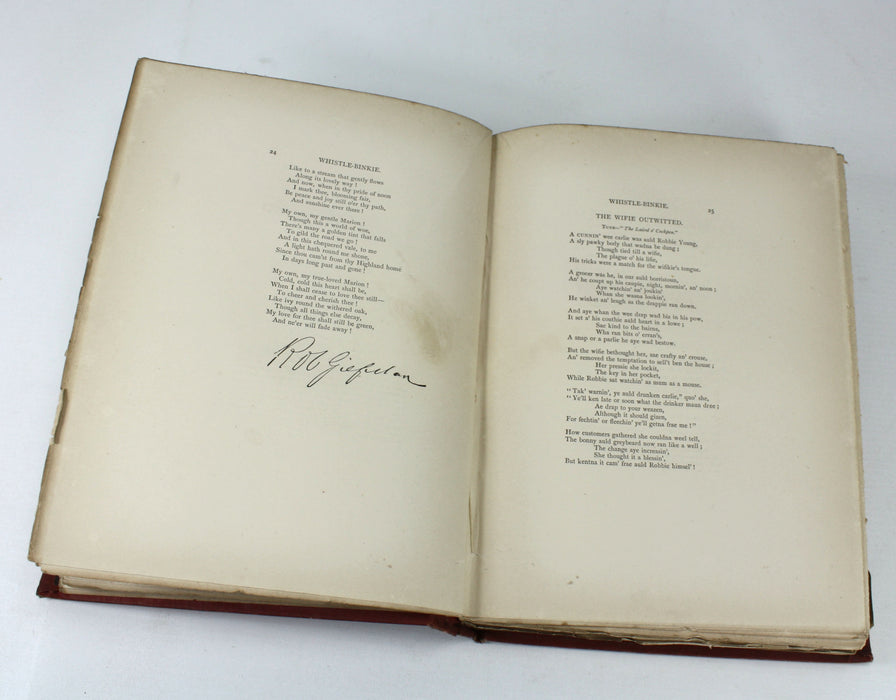 24
WHISTLE-BINKIE.
Like to a stream that gently flows
Along its lovely way!
And now, when in thy pride of noon
I mark thee, blooming fair,
Be peace and joy still o'er thy path,
And sunshine ever there!
My own, my gentle Marion!
Though this a world of woe,
There's many a golden tint that falls
To gild the road we go!
And in this chequered vale, to me
A light hath round me shone,
Since thou cam'st from thy Highland home
In days long past and gone!
My own, my true-loved Marion!
Cold, cold this heart shall be,
When I shall cease to love thee still—
To cheer and cherish thee!
Like ivy round the withered oak,
Though all things else decay,
My love for thee shall still be green,
And ne'er will fade away!
Rob
WHISTLE-BINKIE.
25
THE WIFIE OUTWITTED.
TUNE—"The Laird o' Cockpen."
A CUNNIN' wee carlie was auld Robbie Young,
A sly pawky body that wadna be dung;
Though tied till a wife,
The plague o' his life,
His tricks were a match for the wifikie's tongue.
A grocer was he, in our auld borristoun,
An' he coupt up his caupie, night, mornin', an' noon;
Aye watchin' an' joukin'
Whan she wasna lookin',
He winket an' leugh as the drappie ran down.
And aye whan the wee drap wad bia in his pow,
It set a' his couthie auld heart in a lowe;
Sae kind to the bairns,
Wha ran bits o' erran's,
A snap or a parlie he aye wad bestow.
But the wifie bethought her, sae crafty an' crouse,
An' removed the temptation to sell't ben the house;
Her pressie she lockit,
The key in her pocket,
While Robbie sat watchin' as mum as a mouse.
"Tak' warnin', ye auld drunken carlie," quo' she,
"Ye'll ken late or soon what the drinker maun dree;
Ae drap to your weazen,
Although it should gizen,
For fechtin' or fleechin' ye'll getna frae me!"
How customers gathered she couldna weel tell,
The bonny auld greybeard now ran like a well;
The change aye increasin',
She thought it a blessin',
But kentna it cam' frae auld Robbie himsel'!